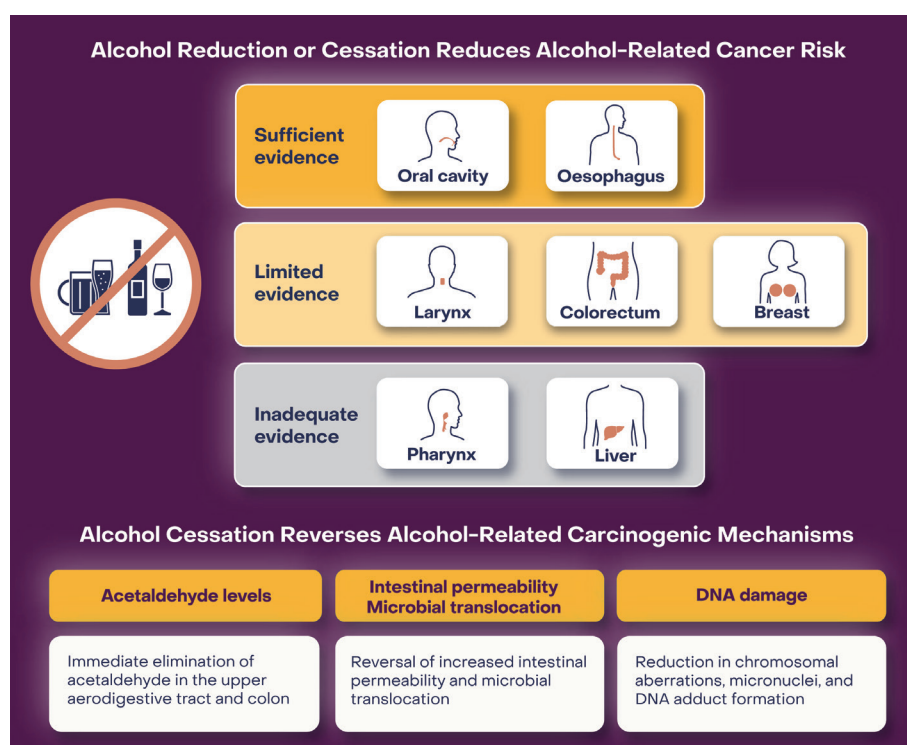 Alcohol Reduction or Cessation Reduces Alcohol-Related Cancer Risk
Sufficient
evidence
Oral cavity
Oesophagus
Limited
evidence
Larynx
Colorectum
Breast
Inadequate
evidence
Pharynx
Liver
Alcohol Cessation Reverses Alcohol-Related Carcinogenic Mechanisms
Acetaldehyde levels
Immediate elimination of
acetaldehyde in the upper
aerodigestive tract and colon
Intestinal permeability
Microbial translocation
Reversal of increased intestinal
permeability and microbial
translocation
DNA damage
Reduction in chromosomal
aberrations, micronuclei, and
DNA adduct formation